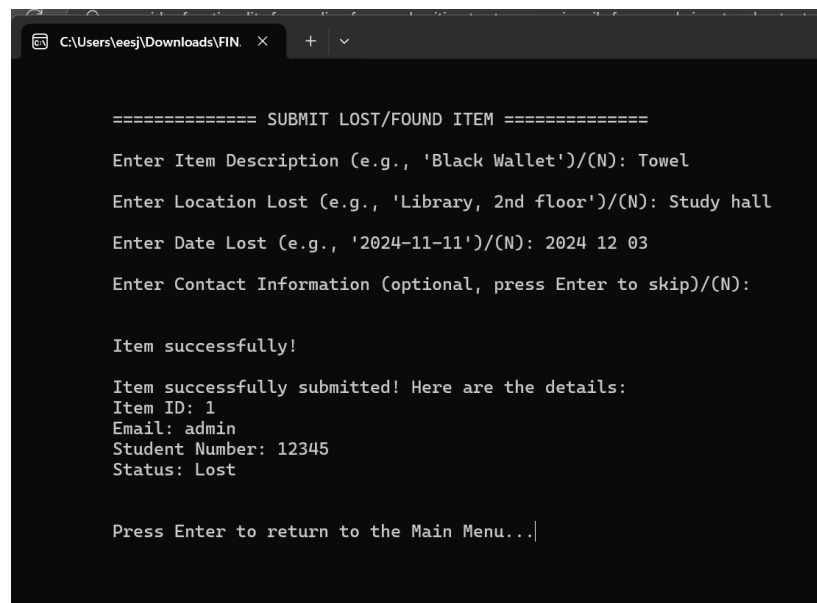 C:\Users\eesj\Downloads\FIN.
============== SUBMIT LOST/FOUND ITEM ==============
Enter Item Description (e.g., 'Black Wallet')/(N): Towel
Enter Location Lost (e.g., 'Library, 2nd floor')/(N): Study hall
Enter Date Lost (e.g., '2024-11-11')/(N): 2024 12 03
Enter Contact Information (optional, press Enter to skip)/(N):
Item successfully!
Item successfully submitted! Here are the details:
Item ID: 1
Email: admin
Student Number: 12345
Status: Lost
Press Enter to return to the Main Menu...